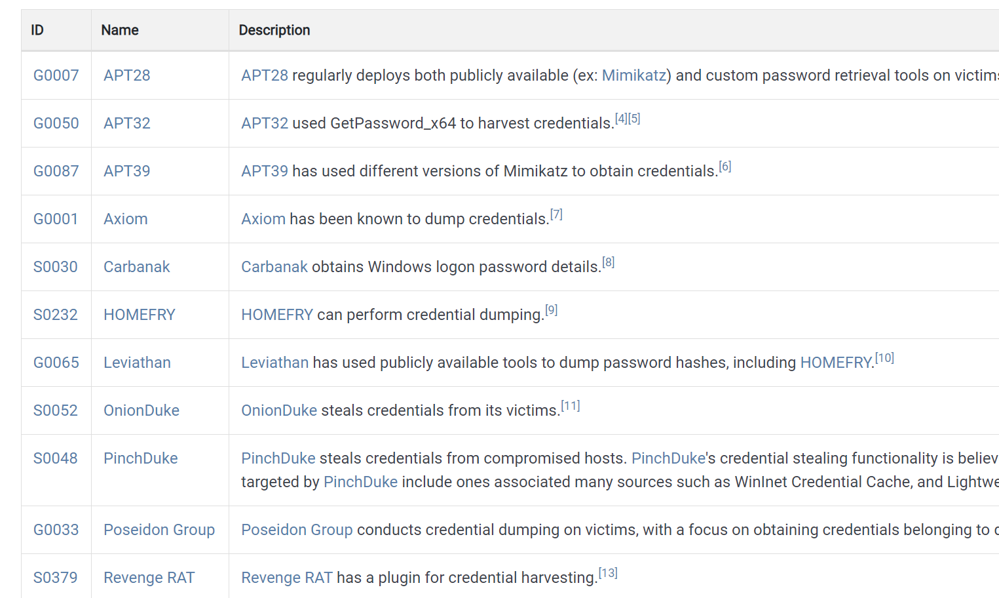 ID Name Description
G0007 APT28 APT28 regularly deploys both publicly available (ex: Mimikatz) and custom password retrieval tools on
G0050 APT32 APT32 used GetPassword_x64 to harvest credentials.[4][5]
G0087 APT39 APT39 has used different versions of Mimikatz to obtain credentials.[6]
G0001 Axiom Axiom has been known to dump credentials.[7]
S0030 Carbanak Carbanak obtains Windows logon password details.[8]
S0232 HOMEFRY HOMEFRY can perform credential dumping.[9]
G0065 Leviathan Leviathan has used publicly available tools to dump password hashes, including HOMEFRY.[10]
S0052 OnionDuke OnionDuke steals credentials from its victims.[11]
S0048 PinchDuke PinchDuke steals credentials from compromised hosts. PinchDuke's credential stealing functionality is
targeted by PinchDuke include ones associated many sources such as WinInet Credential Cache, and
G0033 Poseidon Group Poseidon Group conducts credential dumping on victims, with a focus on obtaining credentials belonging to
S0379 Revenge RAT Revenge RAT has a plugin for credential harvesting.[13]